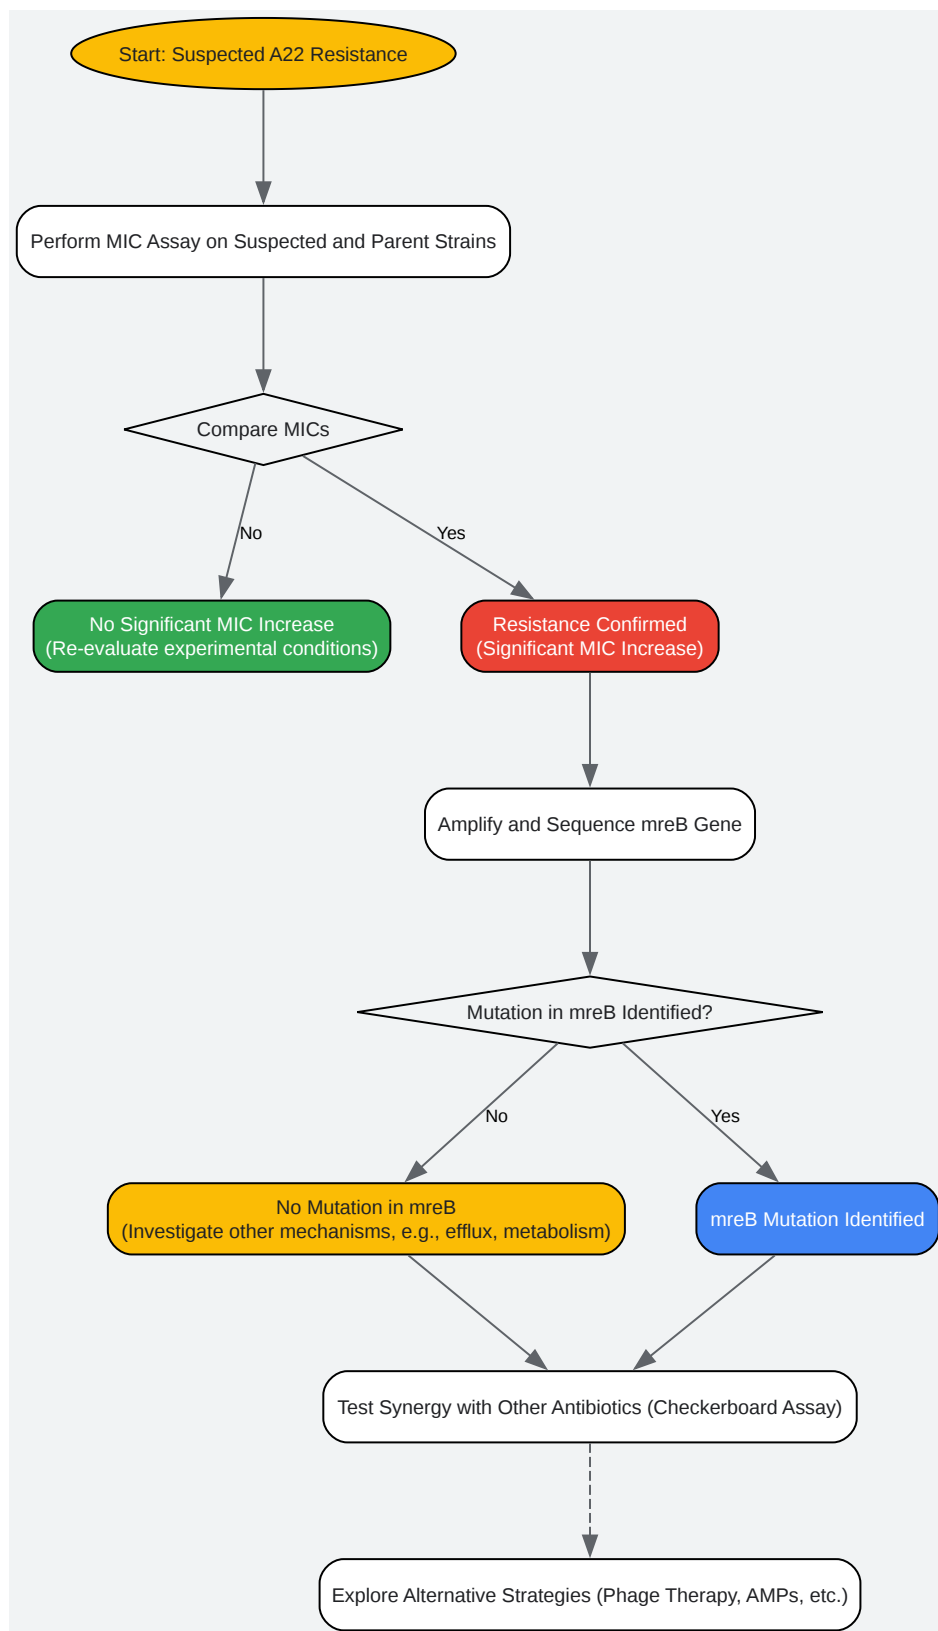 Start: Suspected A22 Resistance
Perform MIC Assay on Suspected and Parent Strains
Compare MICs
No
Yes
No Significant MIC Increase
(Re-evaluate experimental conditions)
Resistance Confirmed
(Significant MIC Increase)
Amplify and Sequence mreB Gene
Mutation in mreB Identified?
No
Yes
No Mutation in mreB
(Investigate other mechanisms, e.g., efflux, metabolism)
mreB Mutation Identified
Test Synergy with Other Antibiotics (Checkerboard Assay)
Explore Alternative Strategies (Phage Therapy, AMPs, etc.)